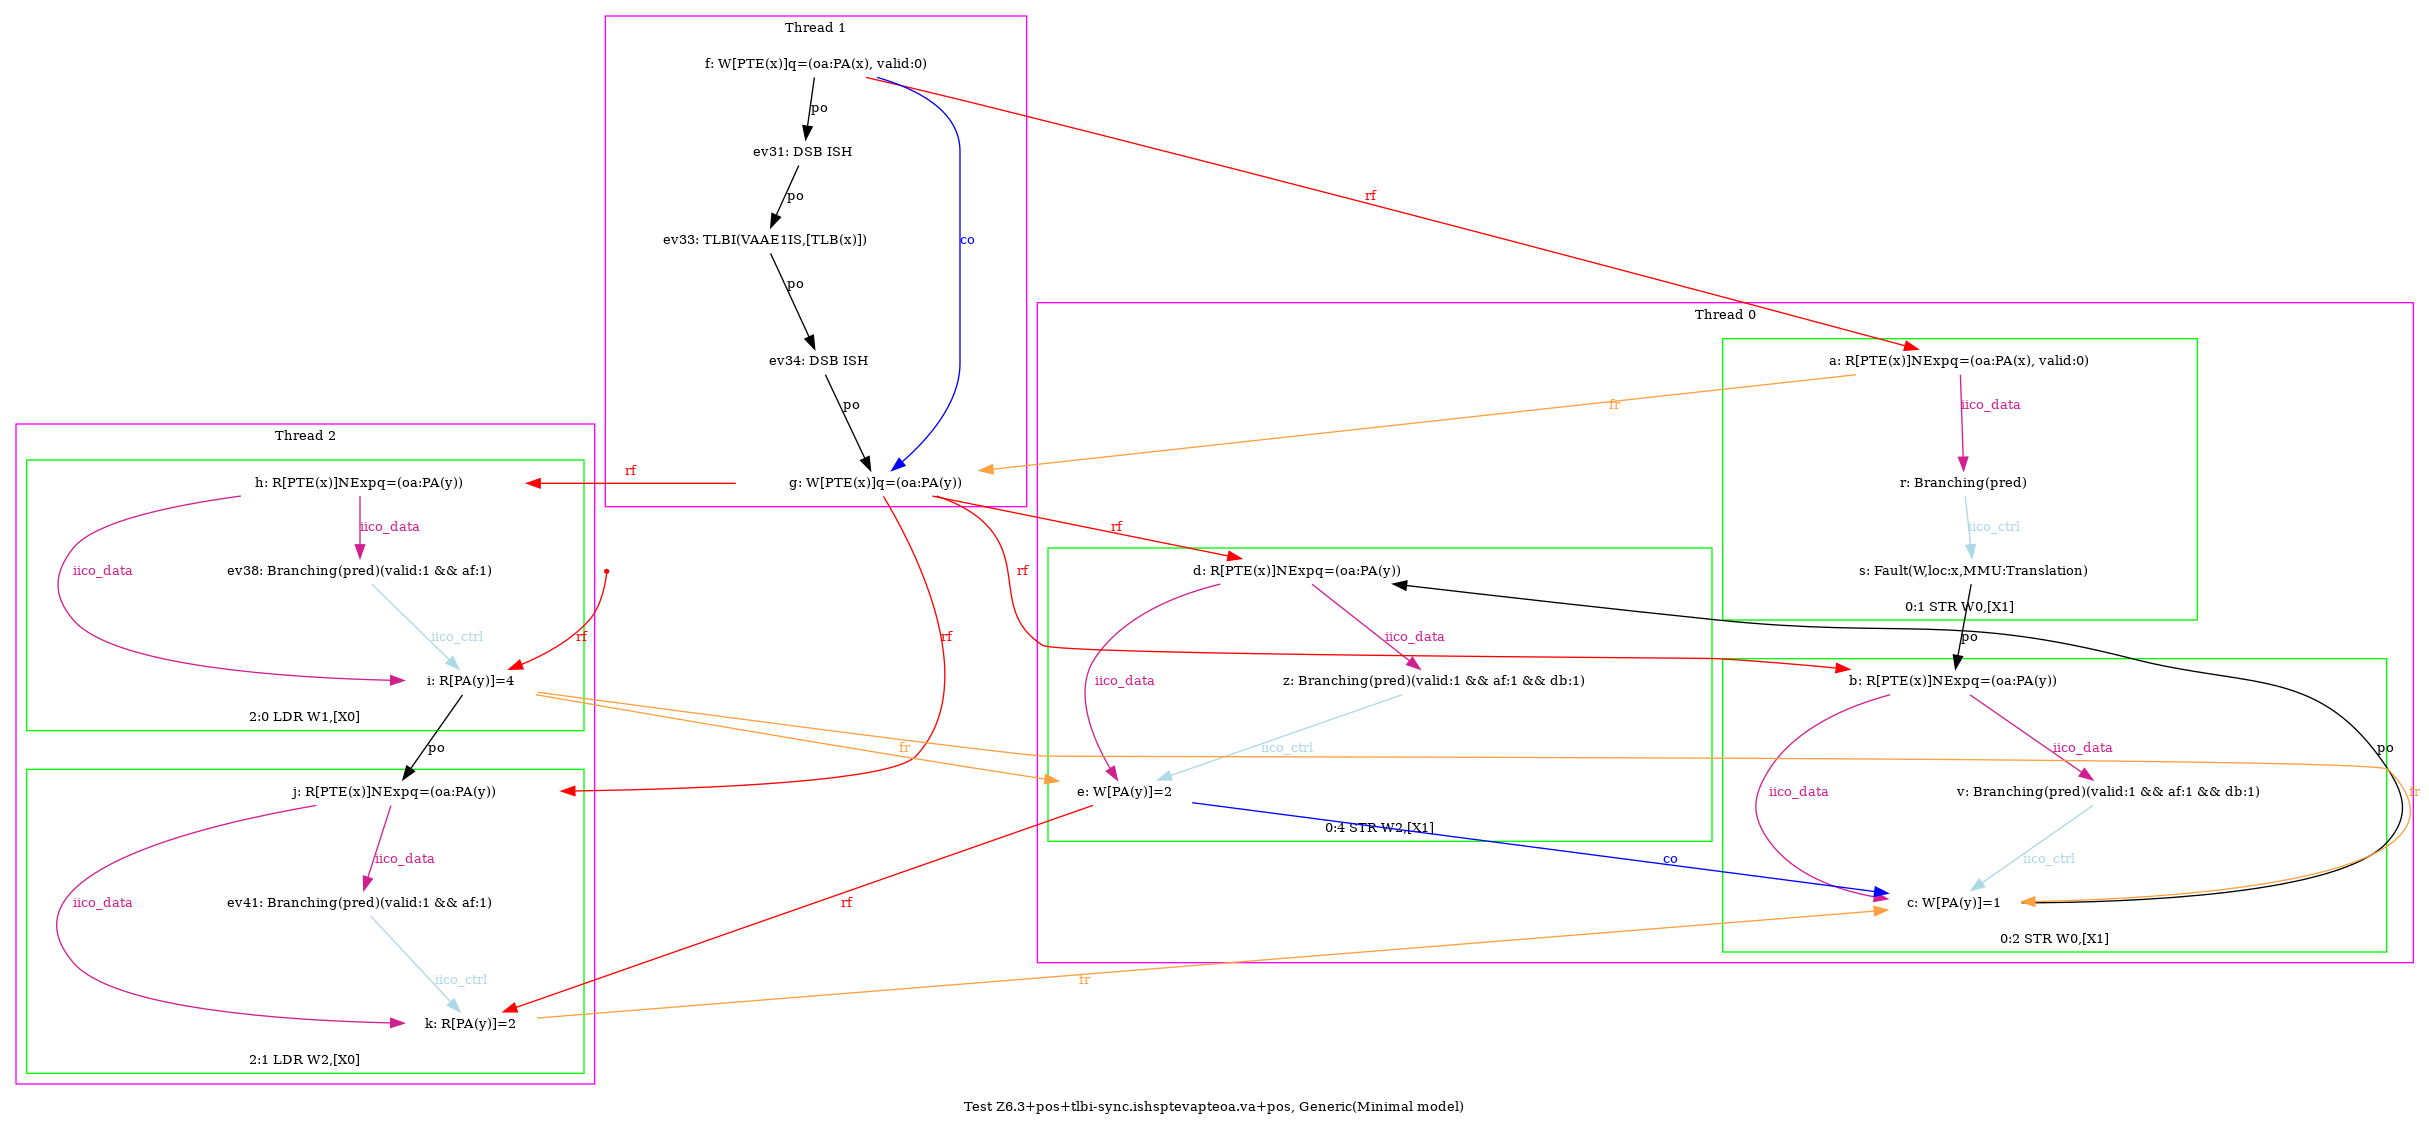 Thread 1
f: W[PTE(x)]q=(oa:PA(x), valid:0)
po
ev31: DSB ISH
po
rf
ev33: TLBI(VAAE1IS,[TLB(x)])
co
po
Thread 0
ev34: DSB ISH
a: R[PTE(x)]NExpq=(oa:PA(x), valid:0)
po
fr
iico_data
Thread 2
h: R[PTE(x)]NExpq=(oa:PA(y))
rf
g: W[PTE(x)]q=(oa:PA(y))
r: Branching(pred)
iico_data
rf
iico_ctrl
iico_data
ev38: Branching(pred)(valid:1 && af:1)
rf
d: R[PTE(x)]NExpq=(oa:PA(y))
s: Fault(W,loc:x,MMU:Translation)
0:1 STR W0,[X1]
iico_ctrl
rf
rf
iico_data
po
i: R[PA(y)]=4
iico_data
z: Branching(pred)(valid:1 && af:1 && db:1)
b: R[PTE(x)]NExpq=(oa:PA(y))
2:0 LDR W1,[X0]
po
fr
iico_ctrl
iico_data
po
j: R[PTE(x)]NExpq=(oa:PA(y))
e: W[PA(y)]=2
iico_data
v: Branching(pred)(valid:1 && af:1 && db:1)
fr
0:4 STR W2,[X1]
iico_data
co
iico_ctrl
iico_data
ev41: Branching(pred)(valid:1 && af:1)
rf
c: W[PA(y)]=1
0:2 STR W0,[X1]
iico_ctrl
fr
k: R[PA(y)]=2
2:1 LDR W2,[X0]
Test Z6.3+pos+tlbi-sync.ishsptevapteoa.va+pos, Generic(Minimal model)